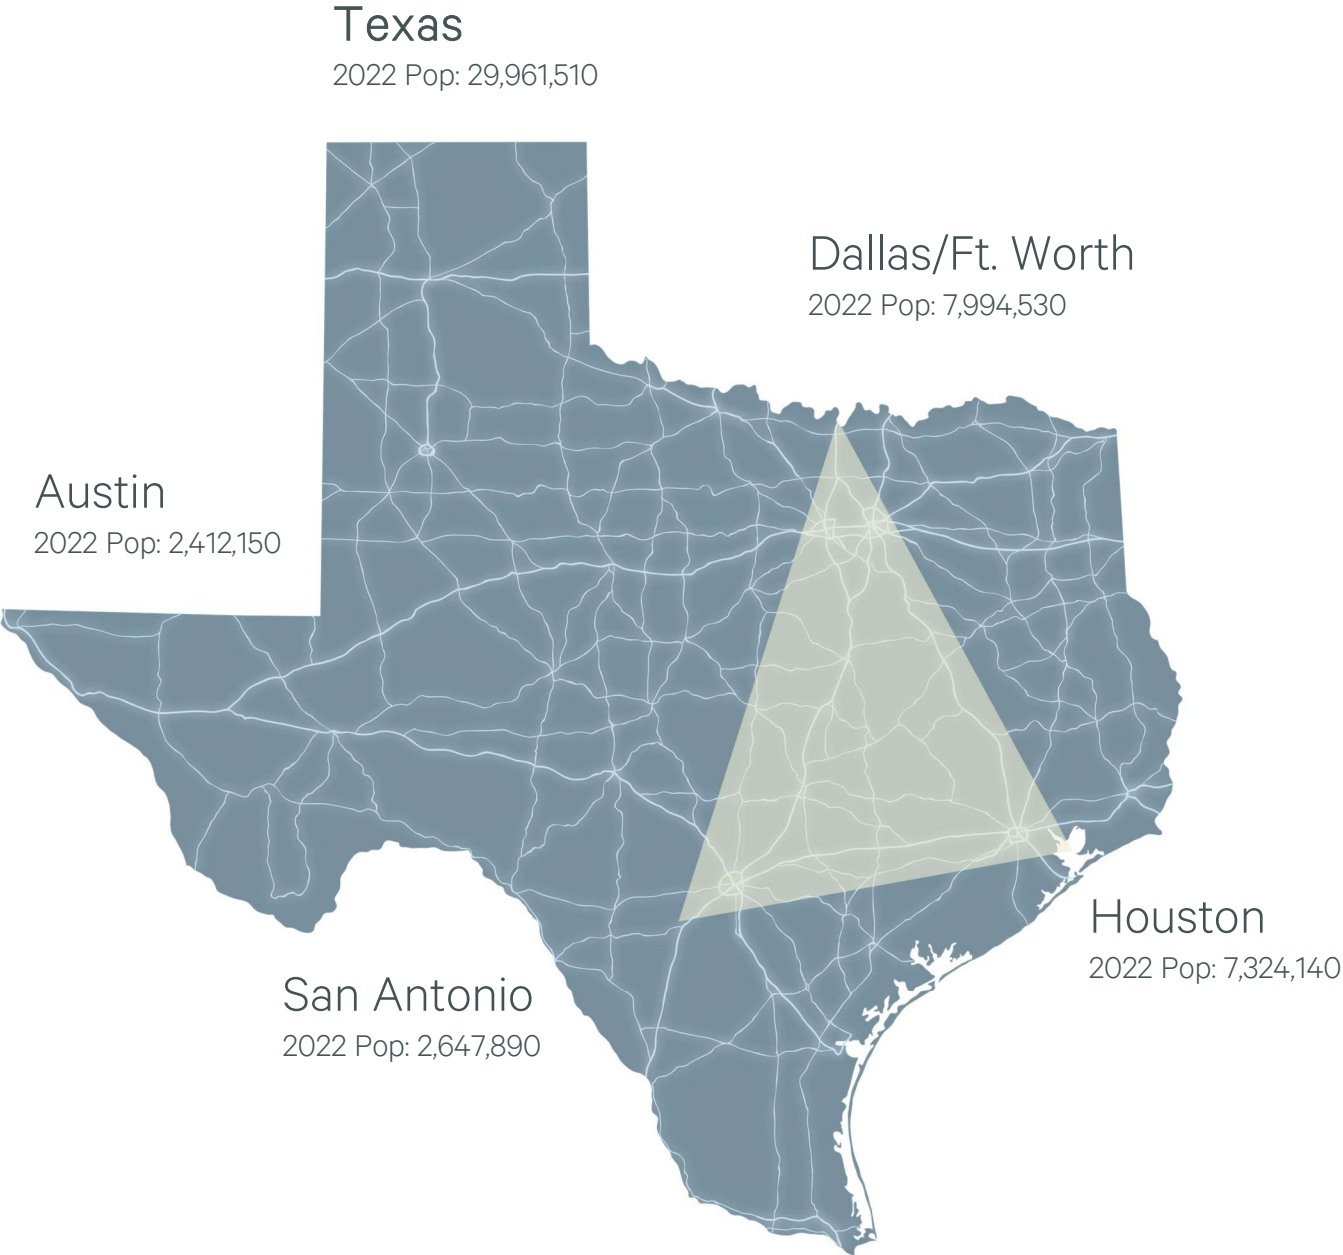 Texas
2022 Pop: 29,961,510
Dallas/Ft. Worth
2022 Pop: 7,994,530
Austin
2022 Pop: 2,412,150
Houston
2022 Pop: 7,324,140
San Antonio
2022 Pop: 2,647,890